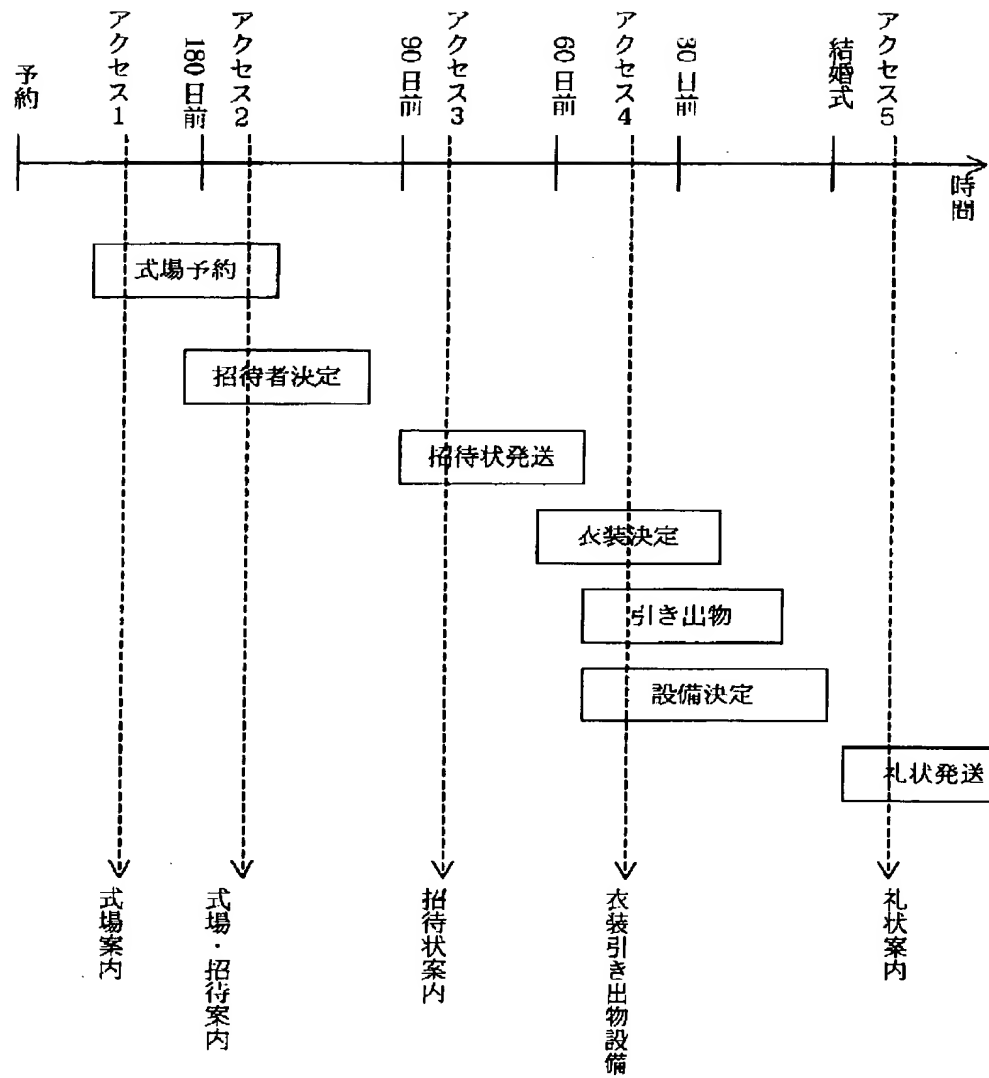 予約
アクセス1
180日前
アクセス2
90日前
アクセス3
60日前
アクセス4
30日前
結婚式
アクセス5
時間
式場予約
招待者決定
招待状発送
衣装決定
引き出物
設備決定
礼状発送
式場案内
式場・招待案内
招待状案内
衣装引き出物設備
礼状案内